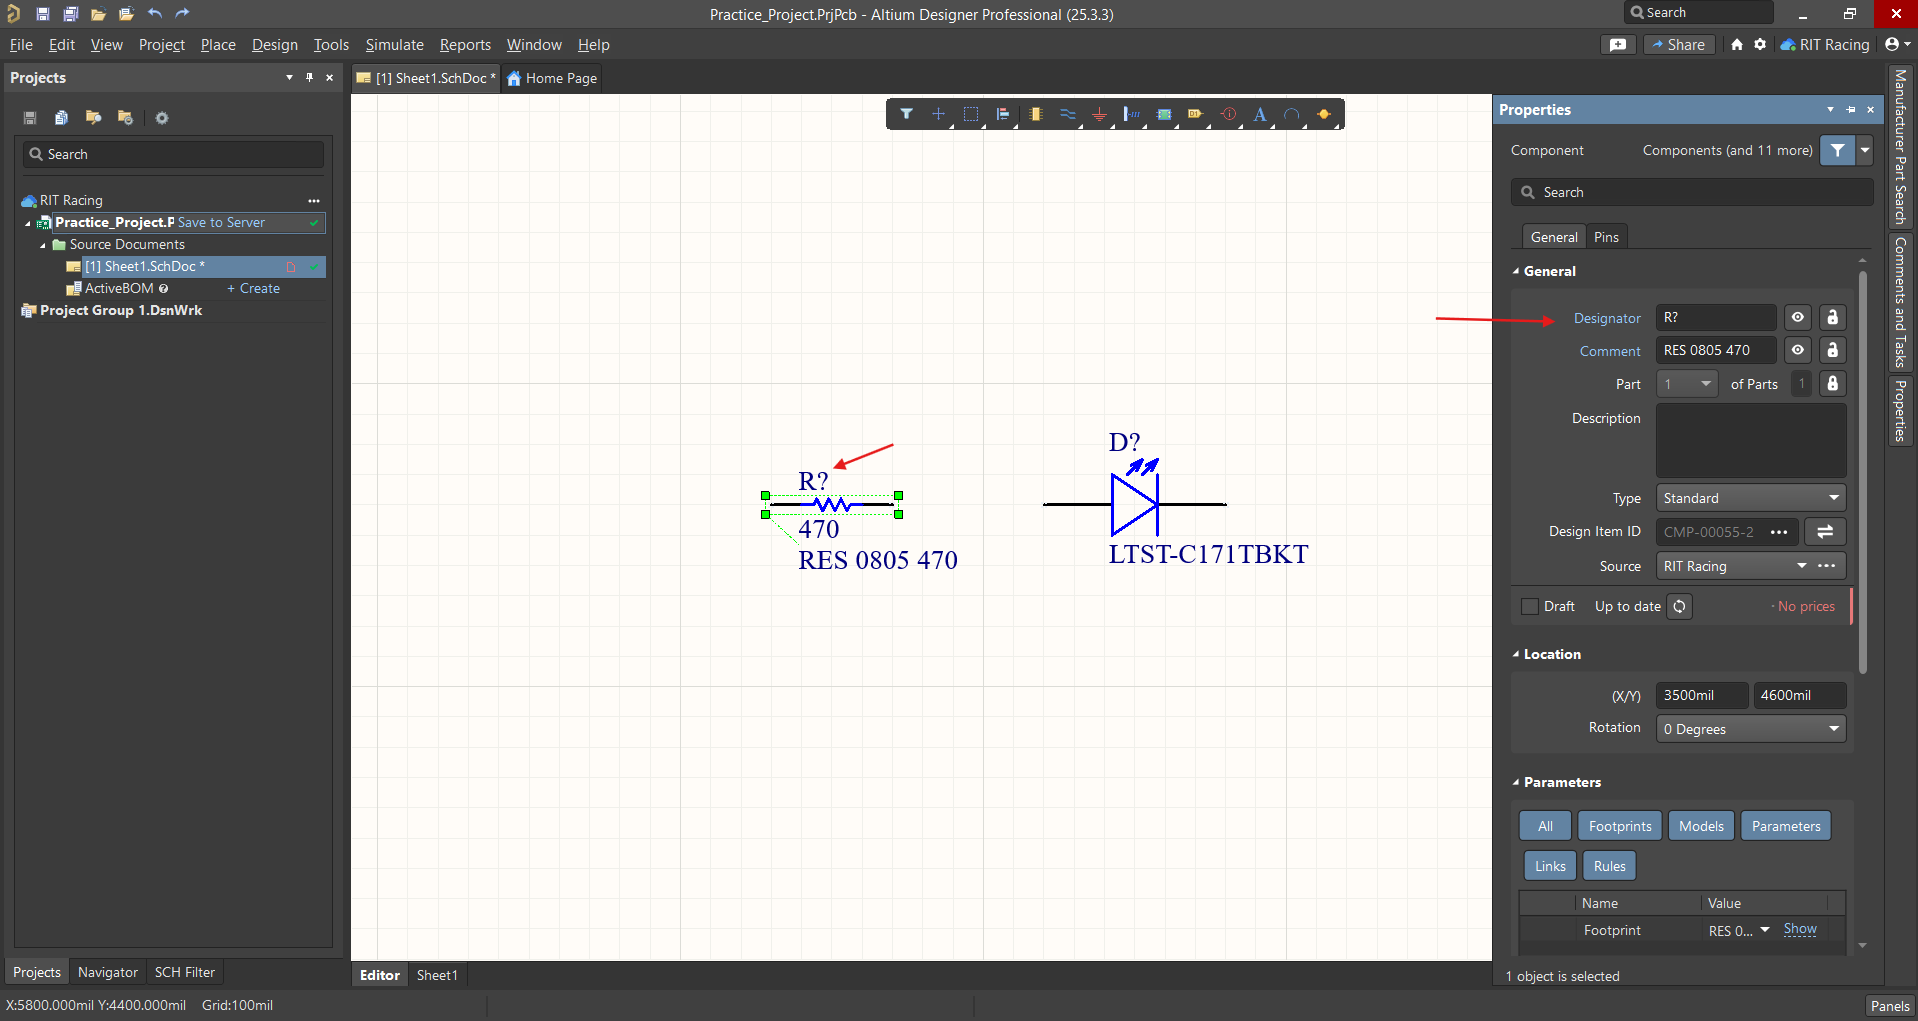 Practice_Project.PrjPcb - Altium Designer Professional (25.3.3)
Search
File Edit View Project Place Design Tools Simulate Reports Window Help
Share
RIT Racing
Projects
[1] Sheet1.SchDoc *
Home Page
Search
RIT Racing
Practice_Project.P Save to Server
Source Documents
[1] Sheet1.SchDoc *
ActiveBOM
+ Create
Project Group 1.DsnWrk
R?
470
RES 0805 470
D?
LTST-C171TBKT
Properties
Component
Components (and 11 more)
Search
General
Pins
General
Designator R?
Comment RES 0805 470
Part 1 of Parts 1
Description
Type Standard
Design Item ID CMP-00055-2
Source RIT Racing
Draft Up to date
No prices
Location
(X/Y) 3500mil 4600mil
Rotation 0 Degrees
Parameters
All Footprints Models Parameters
Links Rules
Name Value
Footprint RES 0... Show
1 object is selected
Manufacturer Part Search
Comments and Tasks
Properties
Projects Navigator SCH Filter
Editor Sheet1
X:5800.000mil Y:4400.000mil Grid:100mil
Panels